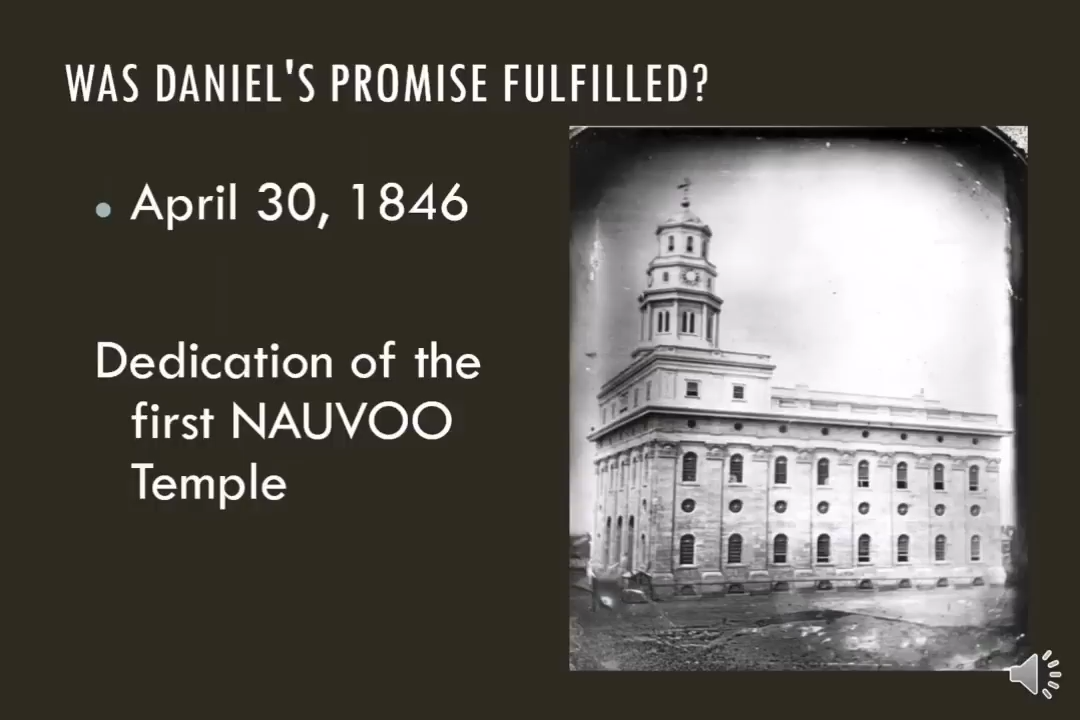 WAS DANIEL'S PROMISE FULFILLED?
• April 30, 1846
Dedication of the
first NAUVOO
Temple